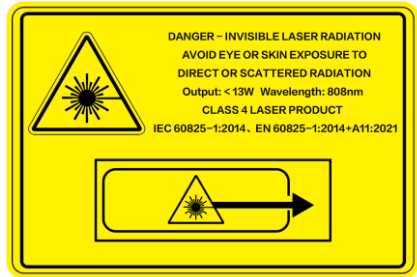 DANGER – INVISIBLE LASER RADIATION
AVOID EYE OR SKIN EXPOSURE TO
DIRECT OR SCATTERED RADIATION
Output: < 13W  Wavelength: 808nm
CLASS 4 LASER PRODUCT
IEC 60825-1:2014、EN 60825-1:2014+A11:2021